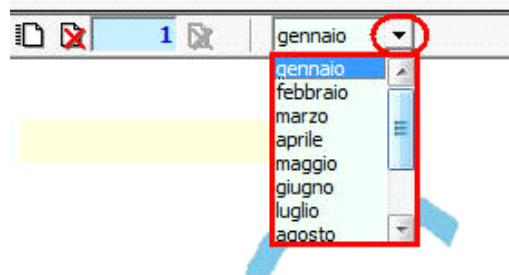 1 gennaio
gennaio
febbraio
marzo
aprile
maggio
giugno
luglio
agosto